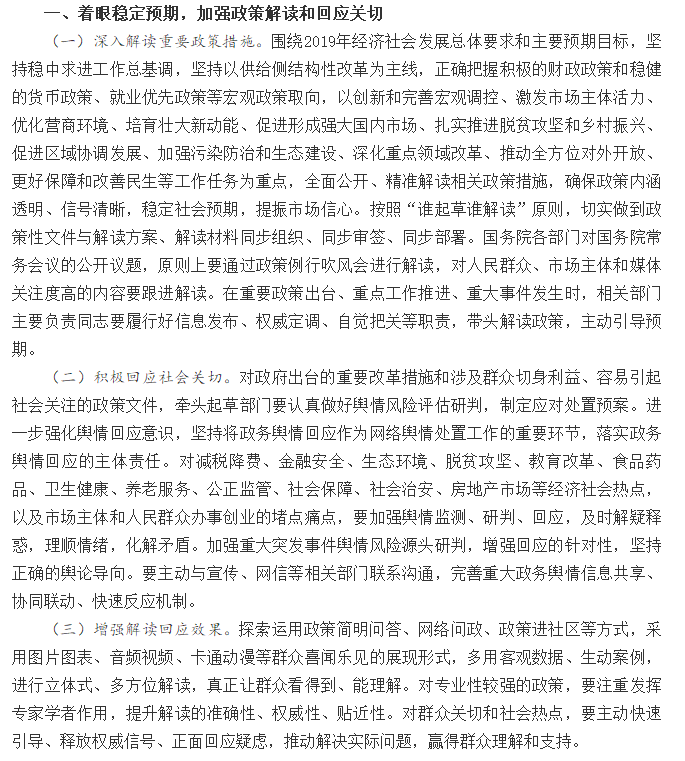 一、着眼稳定预期，加强政策解读和回应关切
（一）深入解读重要政策措施。围绕2019年经济社会发展总体要求和主要预期目标，坚
持稳中求进工作总基调，坚持以供给侧结构性改革为主线，正确把握积极的财政政策和稳健
的货币政策、就业优先政策等宏观政策取向，以创新和完善宏观调控、激发市场主体活力、
优化营商环境、培育壮大新动能、促进形成强大国内市场、扎实推进脱贫攻坚和乡村振兴、
促进区域协调发展、加强污染防治和生态建设、深化重点领域改革、推动全方位对外开放、
更好保障和改善民生等工作任务为重点，全面公开、精准解读相关政策措施，确保政策内涵
透明、信号清晰，稳定社会预期，提振市场信心。按照“谁起草谁解读”原则，切实做到政
策性文件与解读方案、解读材料同步组织、同步审签、同步部署。国务院各部门对国务院常
务会议的公开议题，原则上要通过政策例行吹风会进行解读，对人民群众、市场主体和媒体
关注度高的内容要跟进解读。在重要政策出台、重点工作推进、重大事件发生时，相关部门
主要负责同志要履行好信息发布、权威定调、自觉把关等职责，带头解读政策，主动引导预
期。
（二）积极回应社会关切。对政府出台的重要改革措施和涉及群众切身利益、容易引起
社会关注的政策文件，牵头起草部门要认真做好舆情风险评估研判，制定应对处置预案。进
一步强化舆情回应意识，坚持将政务舆情回应作为网络舆情处置工作的重要环节，落实政务
舆情回应的主体责任。对减税降费、金融安全、生态环境、脱贫攻坚、教育改革、食品药
品、卫生健康、养老服务、公正监管、社会保障、社会治安、房地产市场等经济社会热点，
以及市场主体和人民群众办事创业的堵点痛点，要加强舆情监测、研判、回应，及时解疑释
惑，理顺情绪，化解矛盾。加强重大突发事件舆情风险源头研判，增强回应的针对性，坚持
正确的舆论导向。要主动与宣传、网信等相关部门联系沟通，完善重大政务舆情信息共享、
协同联动、快速反应机制。
（三）增强解读回应效果。探索运用政策简明问答、网络问政、政策进社区等方式，采
用图片图表、音频视频、卡通动漫等群众喜闻乐见的展现形式，多用客观数据、生动案例，
进行立体式、多方位解读，真正让群众看得到、能理解。对专业性较强的政策，要注重发挥
专家学者作用，提升解读的准确性、权威性、贴近性。对群众关切和社会热点，要主动快速
引导、释放权威信号、正面回应疑虑，推动解决实际问题，赢得群众理解和支持。